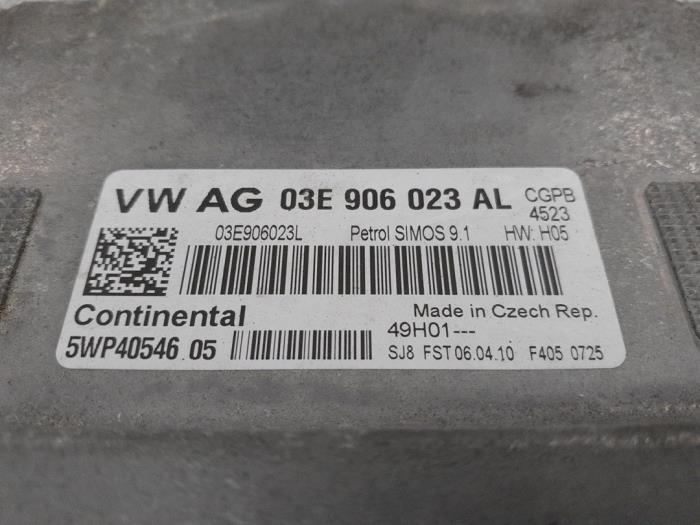 VW AG 03E 906 023 AL CGPB
4523
03E906023L Petrol SIMOS 9.1 HW: H05
Continental Made in Czech Rep.
49H01---
5WP40546 05 SJ8 FST 06.04.10 F405 0725